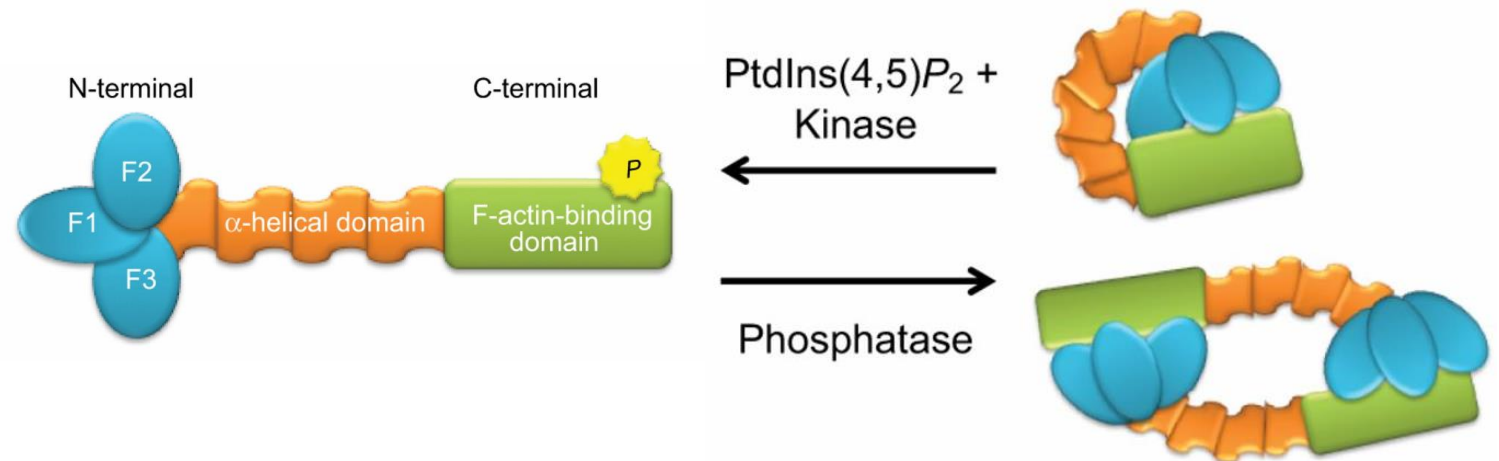 N-terminal
C-terminal
F2
F1
F3
α-helical domain
F-actin-binding
domain
P
PtdIns(4,5)P₂ +
Kinase
Phosphatase